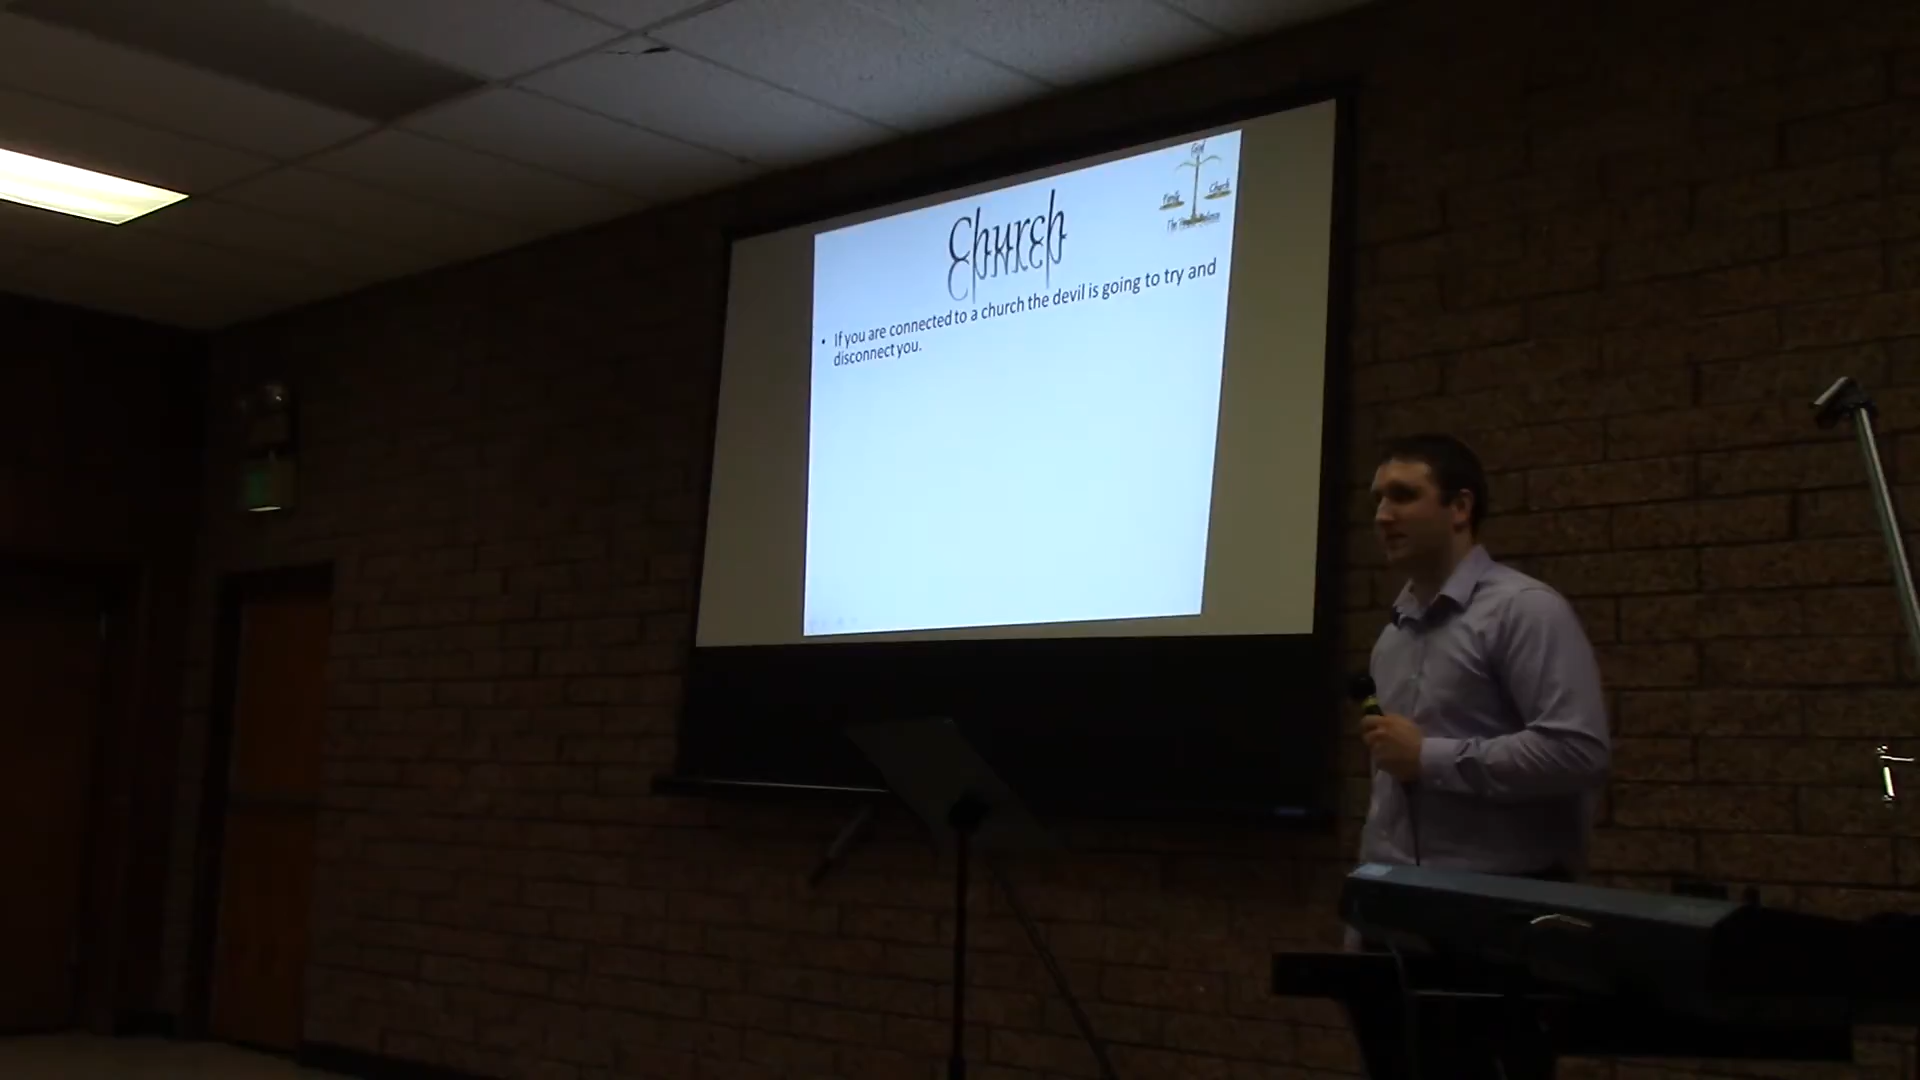 God
Family
Church
The
Church
If you are connected to a church the devil is going to try and
disconnect you.